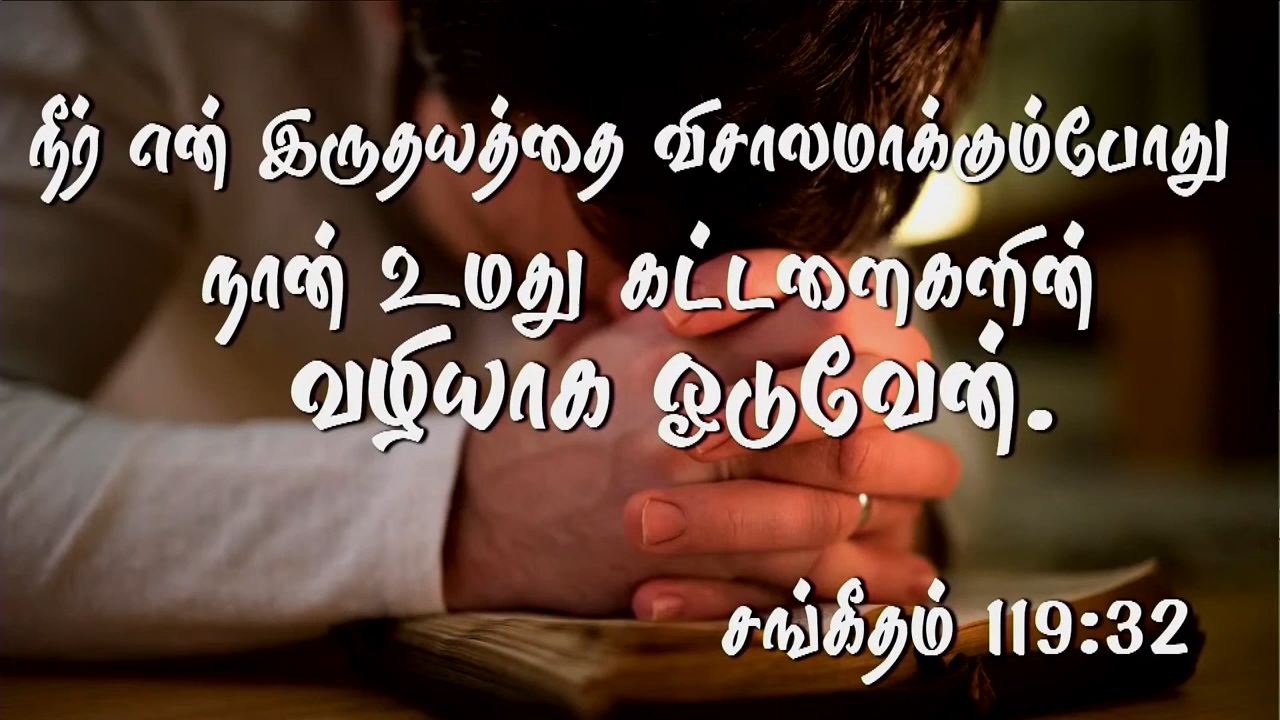 நீர் என் இருதயத்தை விசாலமாக்கும்போது
நான் உமது கட்டளைகளின்
வழியாக ஓடுவேன்.
சங்கீதம் 119:32